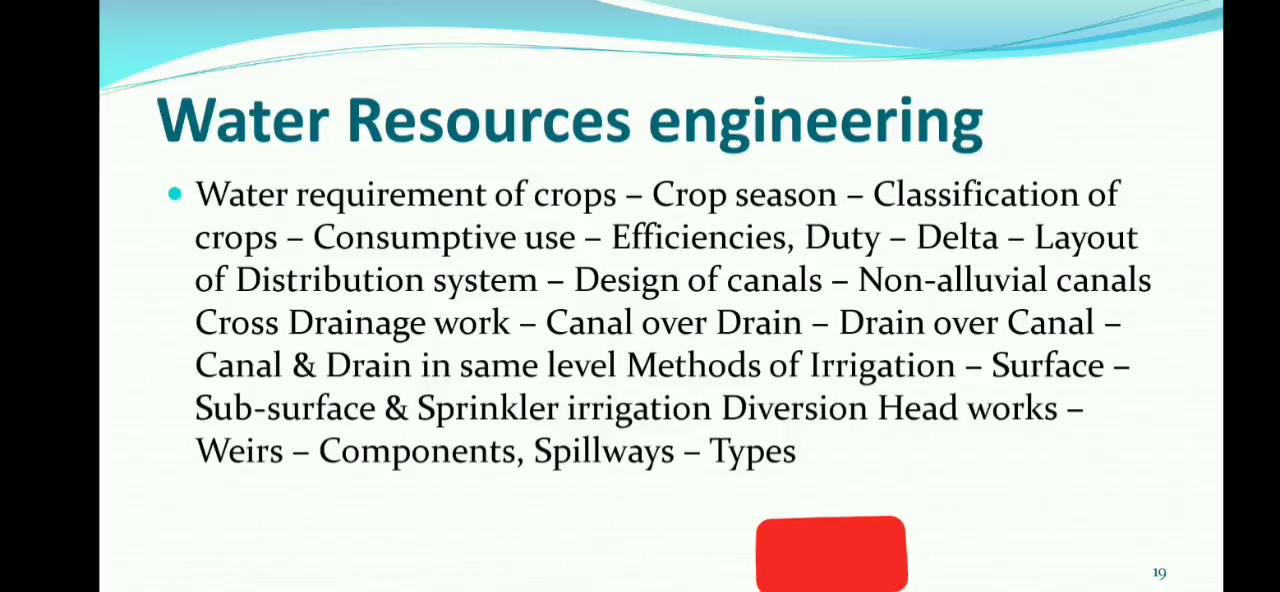 Water Resources engineering
Water requirement of crops – Crop season – Classification of
crops – Consumptive use – Efficiencies, Duty – Delta – Layout
of Distribution system – Design of canals – Non-alluvial canals
Cross Drainage work – Canal over Drain – Drain over Canal –
Canal & Drain in same level Methods of Irrigation – Surface –
Sub-surface & Sprinkler irrigation Diversion Head works –
Weirs – Components, Spillways – Types
19